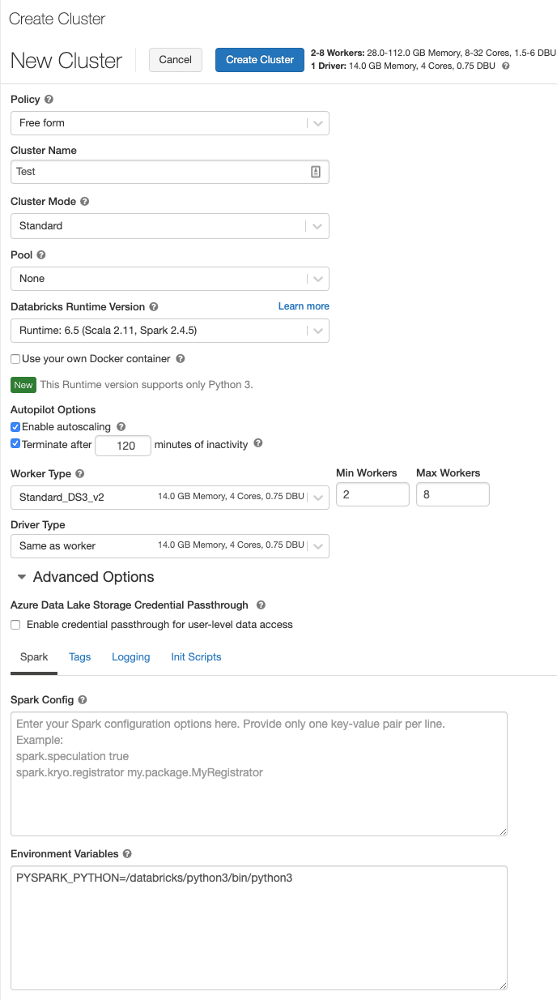 Create Cluster
New Cluster
Cancel
Create Cluster
2-8 Workers: 28.0-112.0 GB Memory, 8-32 Cores, 1.5-6 DBU
1 Driver: 14.0 GB Memory, 4 Cores, 0.75 DBU ?
Policy ?
Free form
Cluster Name
Test
Cluster Mode ?
Standard
Pool ?
None
Databricks Runtime Version ? Learn more
Runtime: 6.5 (Scala 2.11, Spark 2.4.5)
Use your own Docker container ?
New This Runtime version supports only Python 3.
Autopilot Options
Enable autoscaling ?
Terminate after 120 minutes of inactivity ?
Worker Type ? Min Workers Max Workers
Standard_DS3_v2 14.0 GB Memory, 4 Cores, 0.75 DBU 2 8
Driver Type
Same as worker 14.0 GB Memory, 4 Cores, 0.75 DBU
Advanced Options
Azure Data Lake Storage Credential Passthrough ?
Enable credential passthrough for user-level data access
Spark Tags Logging Init Scripts
Spark Config ?
Enter your Spark configuration options here. Provide only one key-value pair per line.
Example:
spark.speculation true
spark.kryo.registrator my.package.MyRegistrator
Environment Variables ?
PYSPARK_PYTHON=/databricks/python3/bin/python3